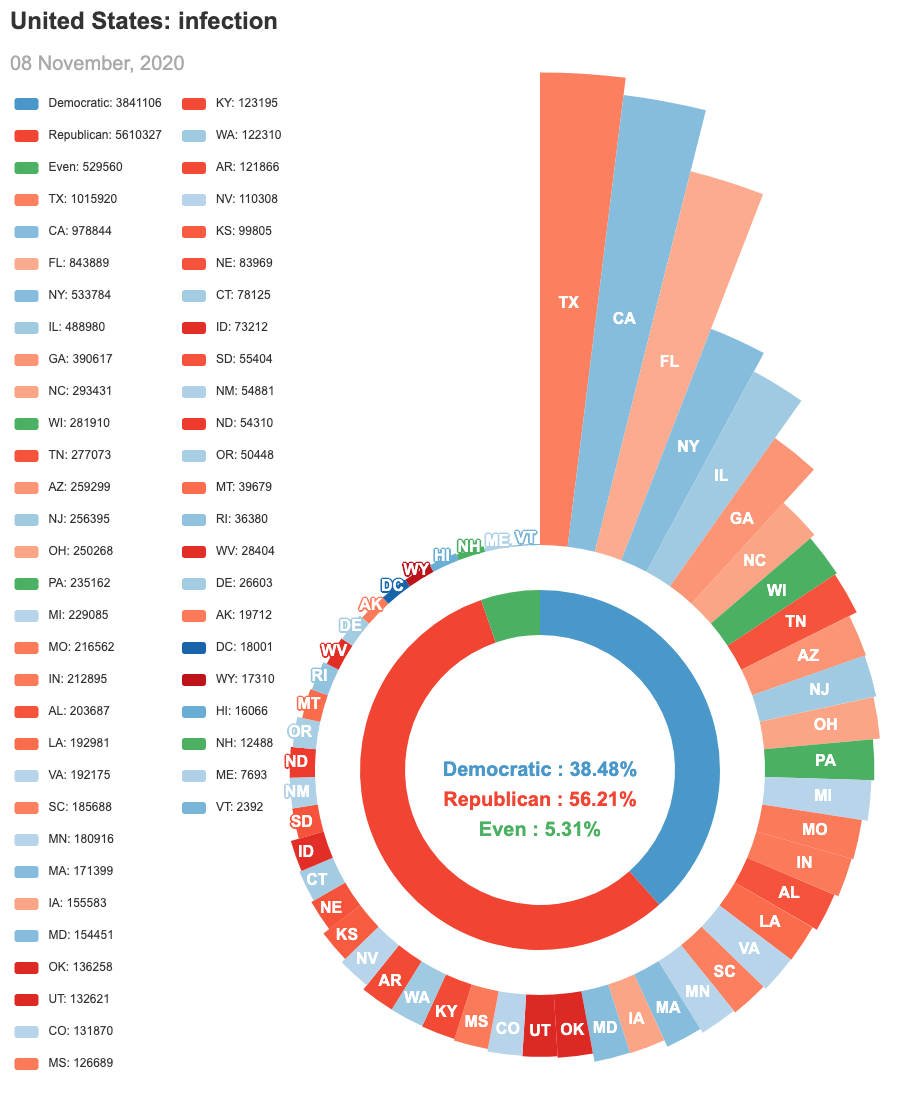 United States: infection
08 November, 2020
Democratic: 3841106
Republican: 5610327
Even: 529560
TX: 1015920
CA: 978844
FL: 843889
NY: 533784
IL: 488980
GA: 390617
NC: 293431
WI: 281910
TN: 277073
AZ: 259299
NJ: 256395
OH: 250268
PA: 235162
MI: 229085
MO: 216562
IN: 212895
AL: 203687
LA: 192981
VA: 192175
SC: 185688
MN: 180916
MA: 171399
IA: 155583
MD: 154451
OK: 136258
UT: 132621
CO: 131870
MS: 126689
KY: 123195
WA: 122310
AR: 121866
NV: 110308
KS: 99805
NE: 83969
CT: 78125
ID: 73212
SD: 55404
NM: 54881
ND: 54310
OR: 50448
MT: 39679
RI: 36380
WV: 28404
DE: 26603
AK: 19712
DC: 18001
WY: 17310
HI: 16066
NH: 12488
ME: 7693
VT: 2392
TX
CA
FL
NY
IL
GA
NC
WI
TN
AZ
NJ
OH
PA
MI
MO
IN
AL
LA
VA
SC
MN
MA
IA
MD
OK
UT
CO
MS
KY
WA
AR
NV
KS
NE
CT
ID
SD
NM
ND
OR
MT
RI
WV
DE
AK
DC
WY
HI
NH
ME
VT
Democratic : 38.48%
Republican : 56.21%
Even : 5.31%